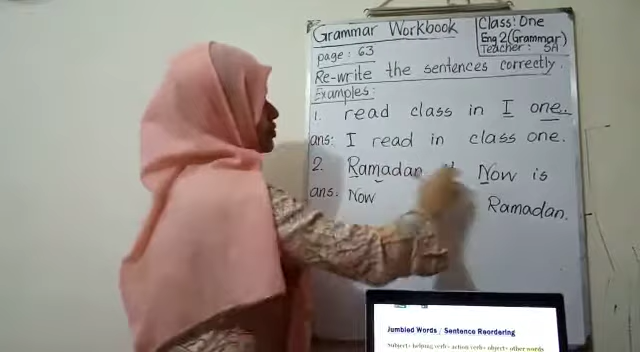 Grammar Workbook
Class: One
Eng 2 (Grammar)
Teacher: SA
page: 63
Re-write the sentences correctly.
Examples:
1. read class in I one..
ans: I read in class one.
2. Ramadan Now is
ans. Now Ramadan.
Jumbled Words / Sentence Reordering
Subject+ helping verb+ action verb+ object+ other words